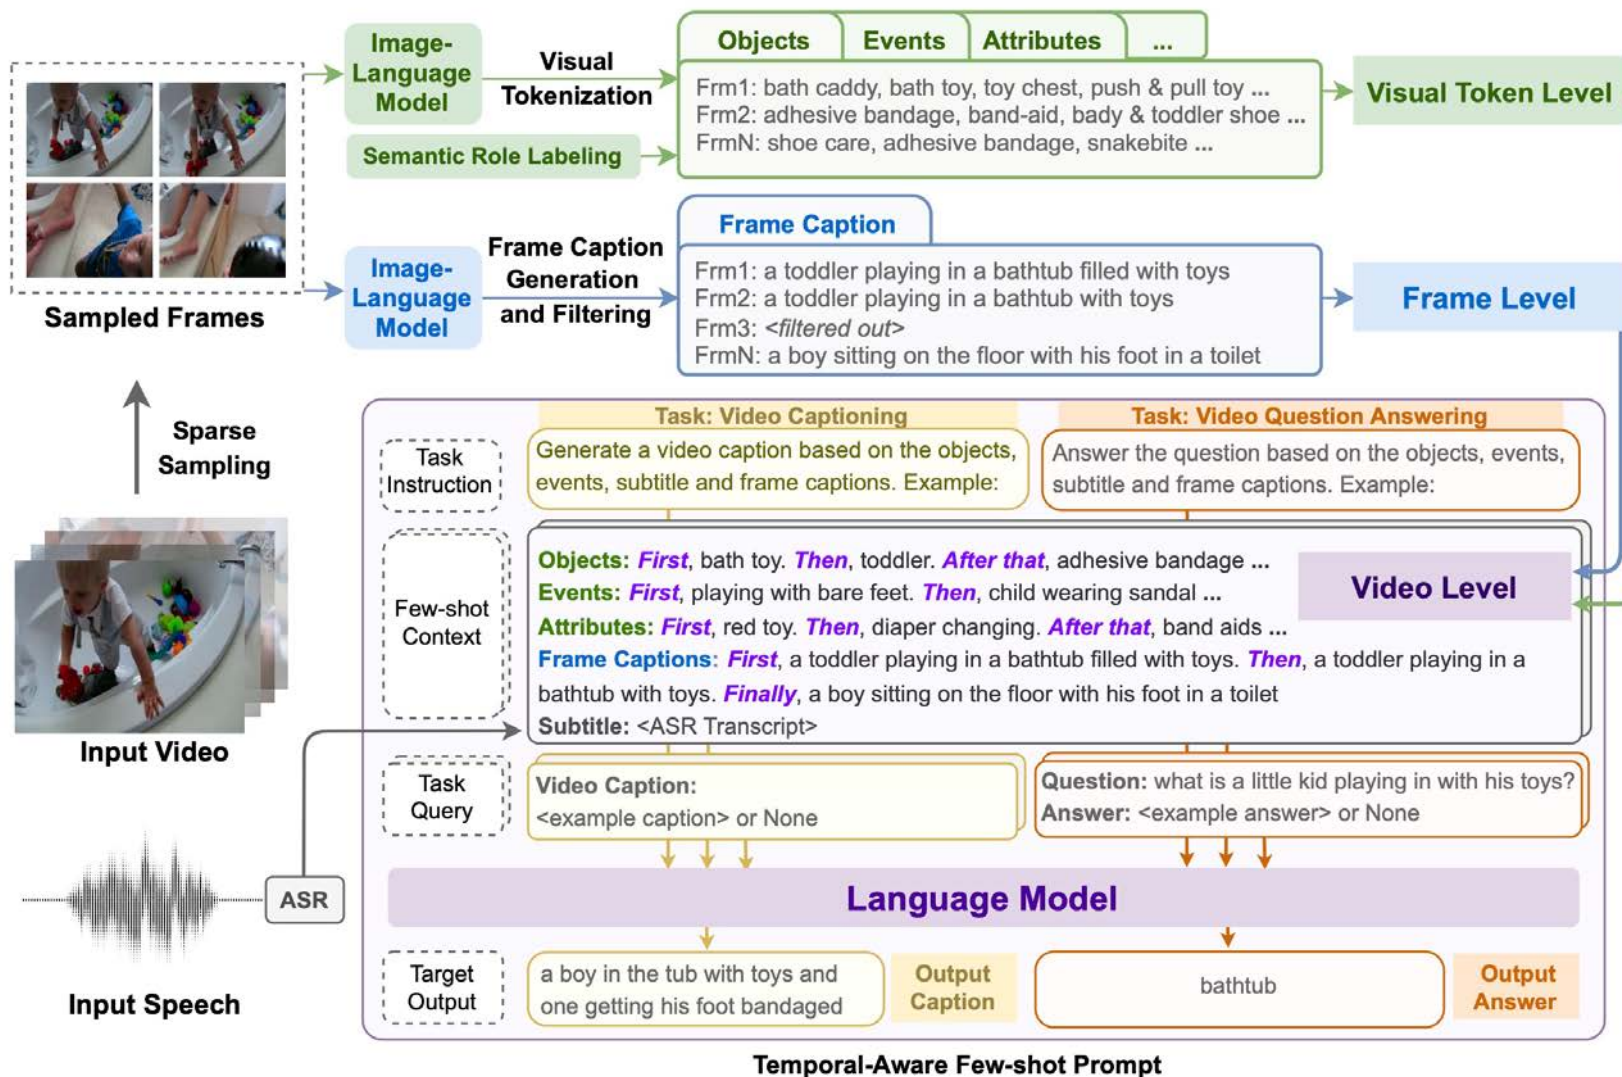 Objects
Events
Attributes
...
Image-
Language
Model
Visual
Tokenization
Frm1: bath caddy, bath toy, toy chest, push & pull toy ...
Frm2: adhesive bandage, band-aid, bady & toddler shoe ...
FrmN: shoe care, adhesive bandage, snakebite ...
Visual Token Level
Semantic Role Labeling
Sampled Frames
Image-
Language
Model
Frame Caption
Generation
and Filtering
Frame Caption
Frm1: a toddler playing in a bathtub filled with toys
Frm2: a toddler playing in a bathtub with toys
Frm3: <filtered out>
FrmN: a boy sitting on the floor with his foot in a toilet
Frame Level
Sparse
Sampling
Input Video
Input Speech
ASR
Task: Video Captioning
Task: Video Question Answering
Task
Instruction
Generate a video caption based on the objects,
events, subtitle and frame captions. Example:
Answer the question based on the objects, events,
subtitle and frame captions. Example:
Few-shot
Context
Objects: First, bath toy. Then, toddler. After that, adhesive bandage ...
Events: First, playing with bare feet. Then, child wearing sandal ...
Attributes: First, red toy. Then, diaper changing. After that, band aids ...
Frame Captions: First, a toddler playing in a bathtub filled with toys. Then, a toddler playing in a
bathtub with toys. Finally, a boy sitting on the floor with his foot in a toilet
Subtitle: <ASR Transcript>
Video Level
Task
Query
Video Caption:
<example caption> or None
Question: what is a little kid playing in with his toys?
Answer: <example answer> or None
Language Model
Target
Output
a boy in the tub with toys and
one getting his foot bandaged
Output
Caption
bathtub
Output
Answer
Temporal-Aware Few-shot Prompt